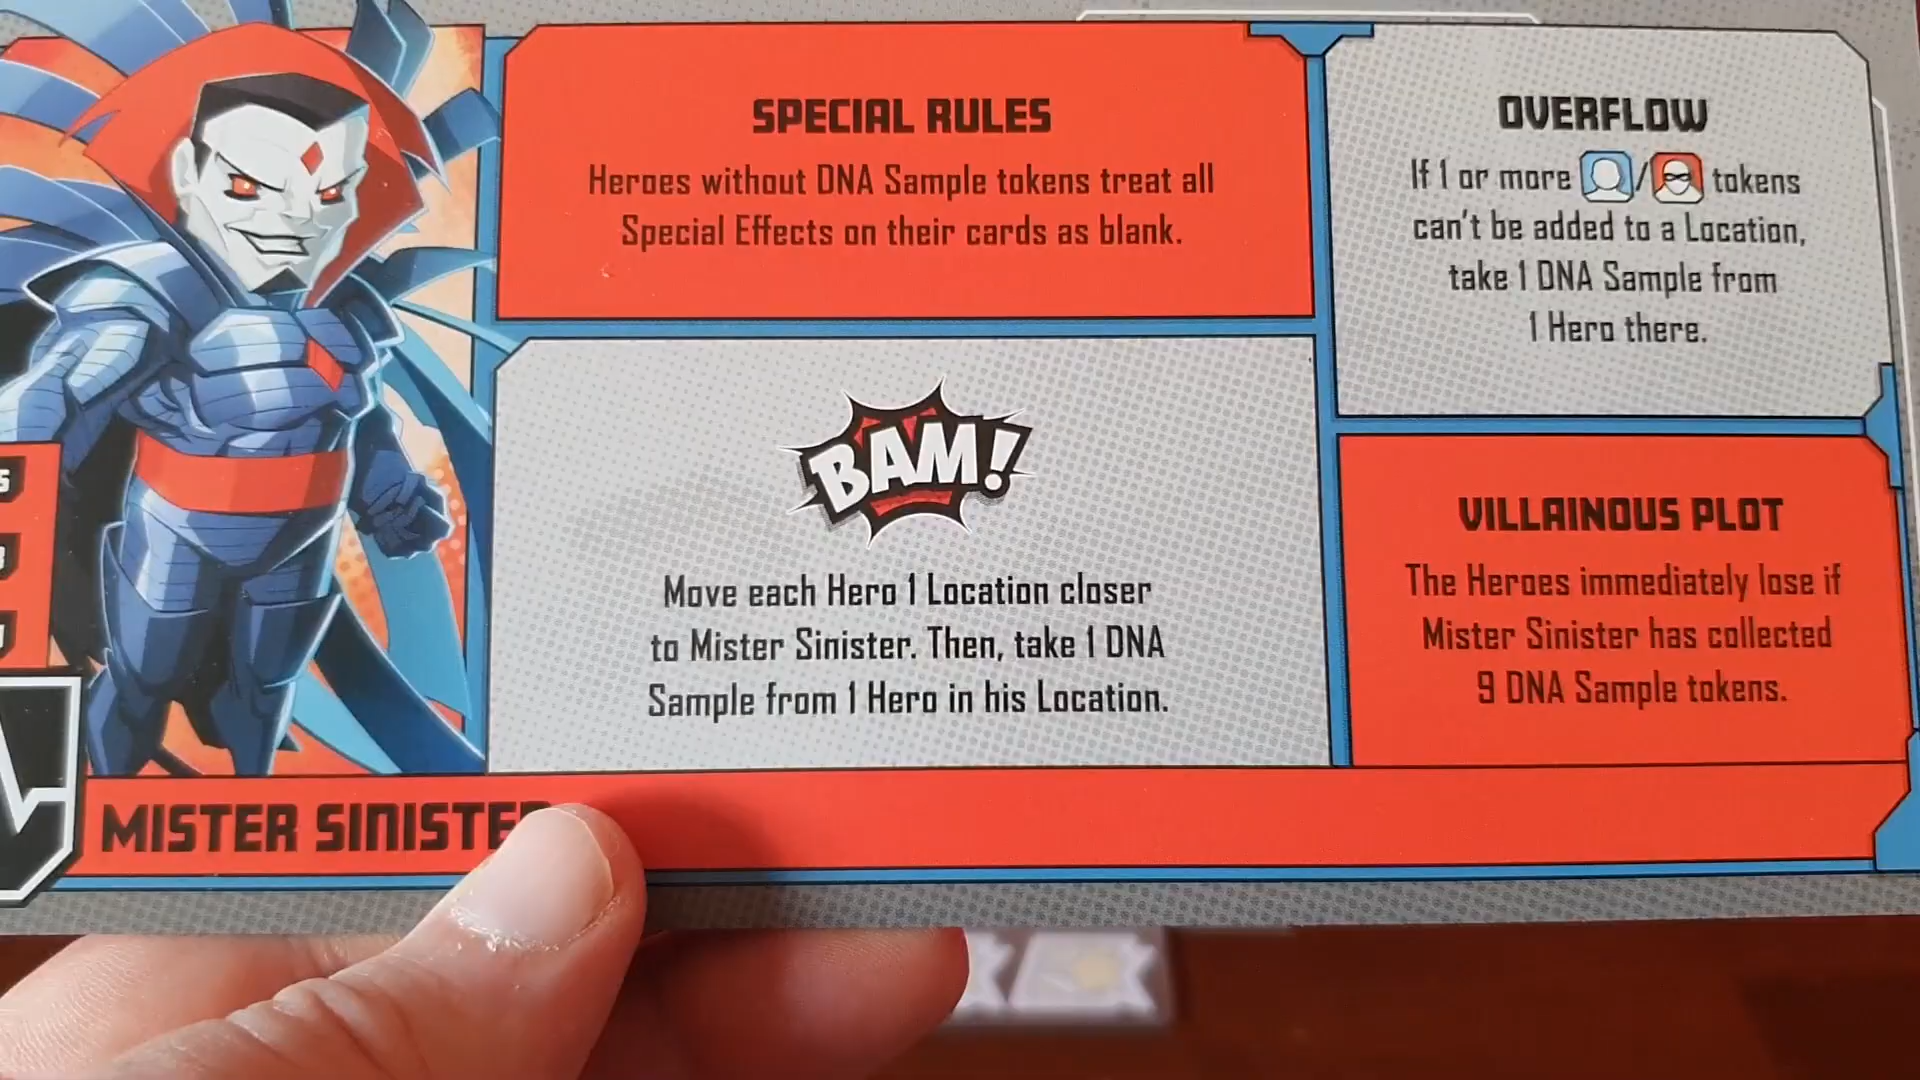 SPECIAL RULES
Heroes without DNA Sample tokens treat all
Special Effects on their cards as blank.
OVERFLOW
If 1 or more / tokens
can't be added to a Location,
take 1 DNA Sample from
1 Hero there.
BAM!
Move each Hero 1 Location closer
to Mister Sinister. Then, take 1 DNA
Sample from 1 Hero in his Location.
VILLAINOUS PLOT
The Heroes immediately lose if
Mister Sinister has collected
9 DNA Sample tokens.
MISTER SINISTER